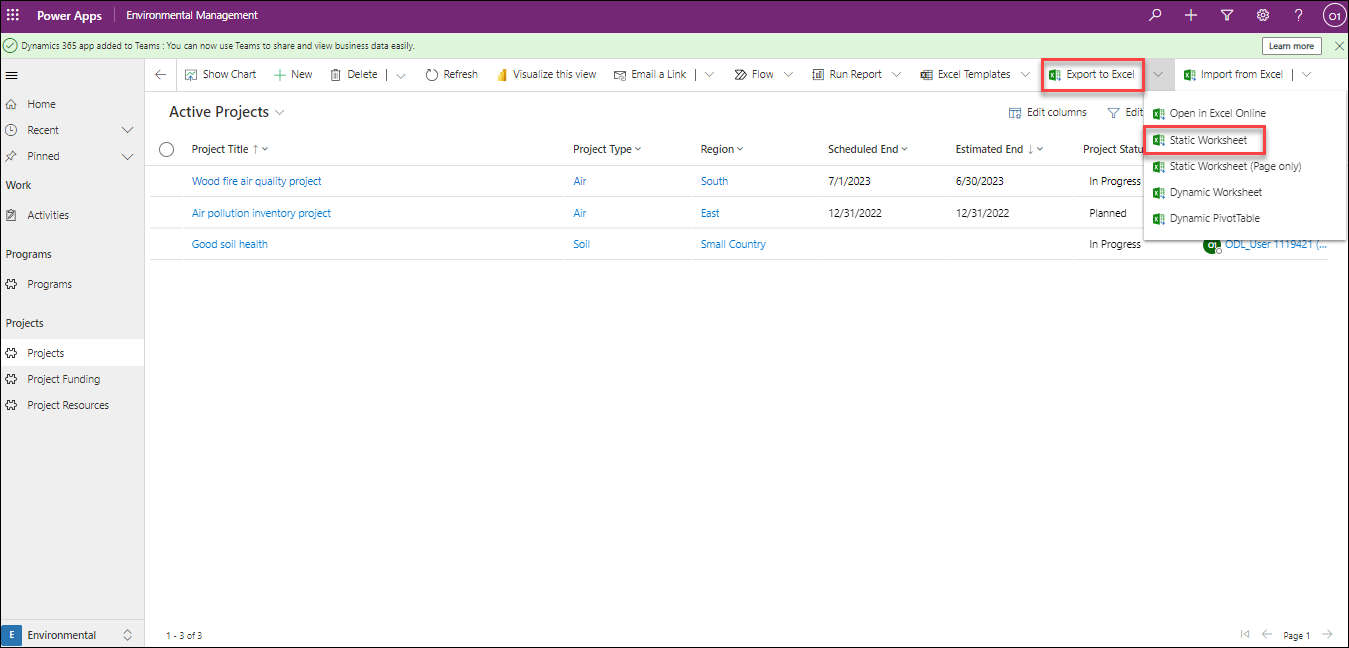 Power Apps Environmental Management O1
Dynamics 365 app added to Teams : You can now use Teams to share and view business data easily. Learn more
Show Chart New Delete Refresh Visualize this view Email a Link Flow Run Report Excel Templates Export to Excel Import from Excel
Home
Recent
Pinned
Work
Activities
Programs
Programs
Projects
Projects
Project Funding
Project Resources
E Environmental
Active Projects Edit columns Edit
Open in Excel Online
Static Worksheet
Static Worksheet (Page only)
Dynamic Worksheet
Dynamic PivotTable
Project Title Project Type Region Scheduled End Estimated End Project Statu
Wood fire air quality project Air South 7/1/2023 6/30/2023 In Progress
Air pollution inventory project Air East 12/31/2022 12/31/2022 Planned
Good soil health Soil Small Country In Progress O1 ODL_User 1119421 (...
1 - 3 of 3 Page 1